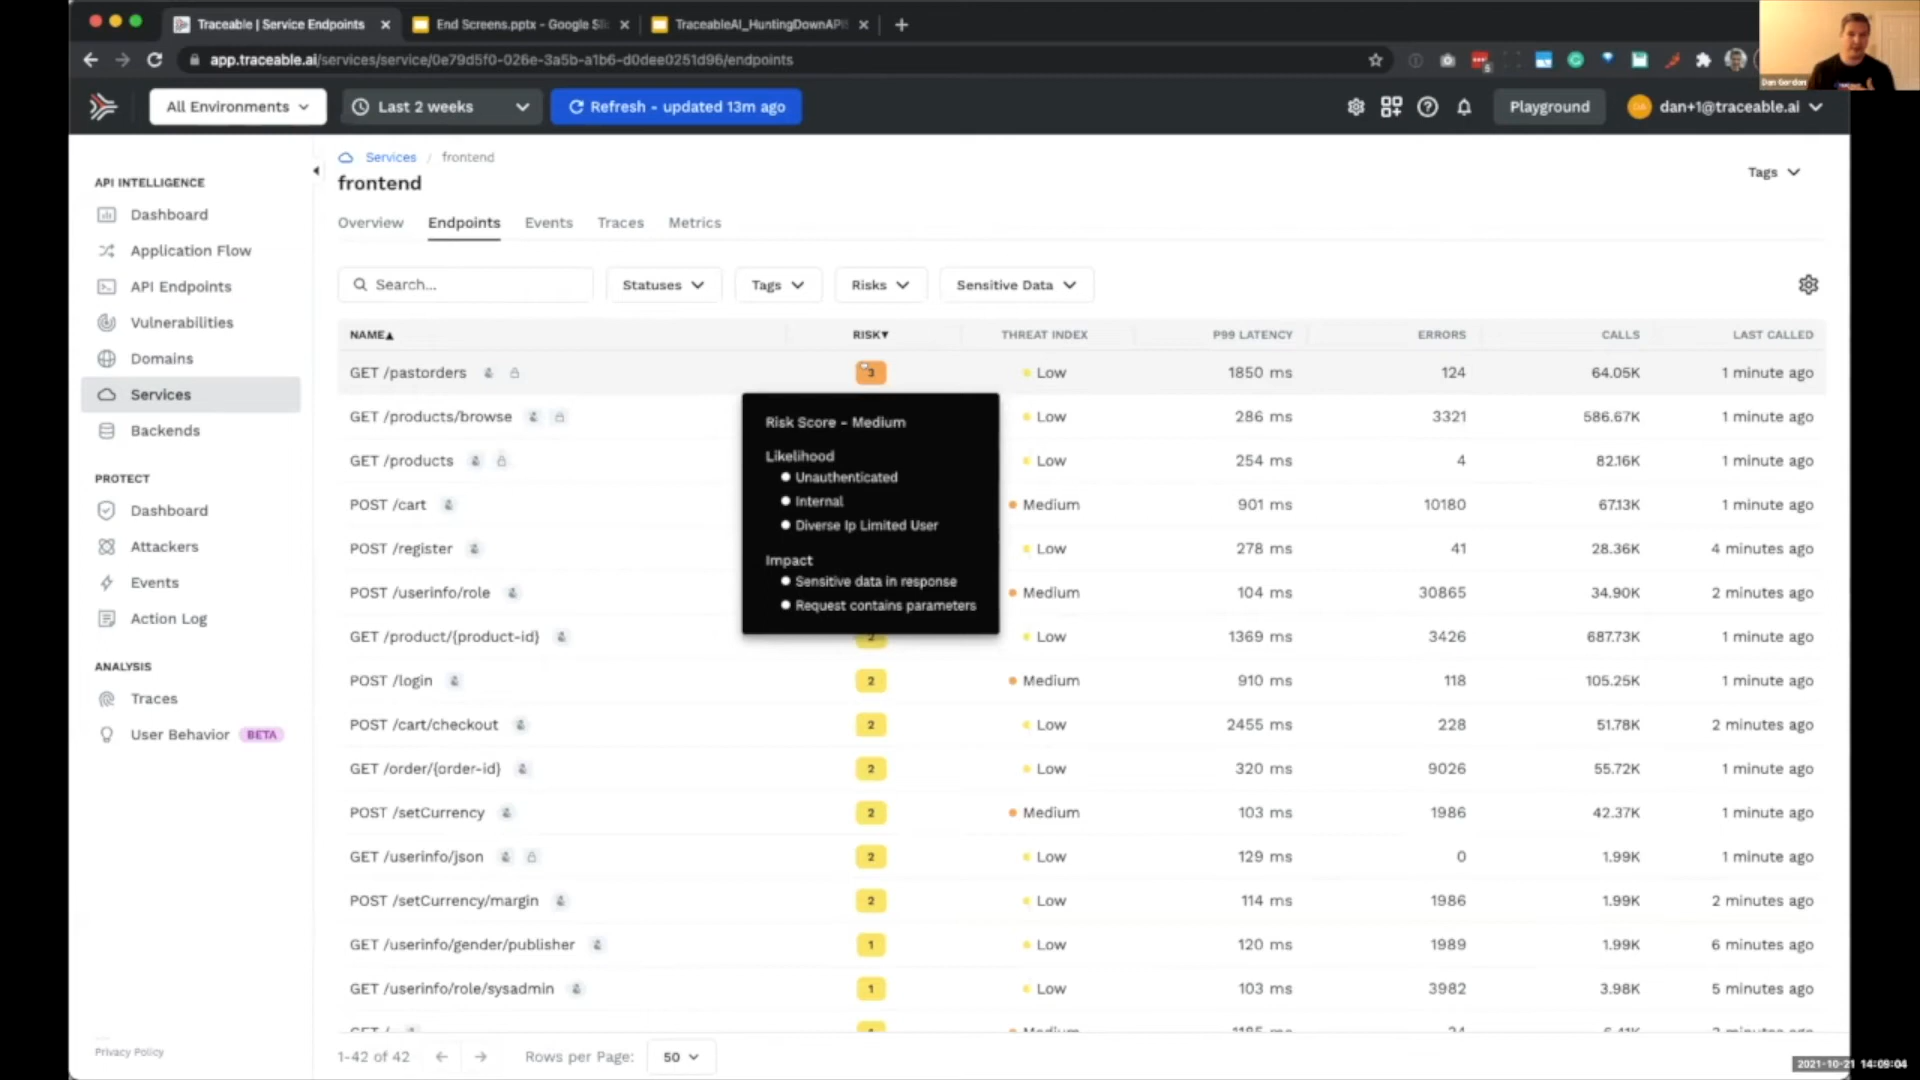 Traceable | Service Endpoints
End Screens.pptx - Google Sli
TraceableAI_HuntingDownAPI
app.traceable.ai/services/service/0e79d5f0-026e-3a5b-a1b6-d0dee0251d96/endpoints
5
Dan Gordon
All Environments
Last 2 weeks
Refresh - updated 13m ago
Playground
DA
dan+1@traceable.ai
API INTELLIGENCE
Dashboard
Application Flow
API Endpoints
Vulnerabilities
Domains
Services
Backends
PROTECT
Dashboard
Attackers
Events
Action Log
ANALYSIS
Traces
User Behavior BETA
Privacy Policy
Services / frontend
frontend
Tags
Overview Endpoints Events Traces Metrics
Search... Statuses Tags Risks Sensitive Data
NAME RISK THREAT INDEX P99 LATENCY ERRORS CALLS LAST CALLED
GET /pastorders 3 Low 1850 ms 124 64.05K 1 minute ago
GET /products/browse Low 286 ms 3321 586.67K 1 minute ago
GET /products Low 254 ms 4 82.16K 1 minute ago
POST /cart Medium 901 ms 10180 67.13K 1 minute ago
POST /register Low 278 ms 41 28.36K 4 minutes ago
POST /userinfo/role Medium 104 ms 30865 34.90K 2 minutes ago
GET /product/{product-id} 2 Low 1369 ms 3426 687.73K 1 minute ago
POST /login 2 Medium 910 ms 118 105.25K 1 minute ago
POST /cart/checkout 2 Low 2455 ms 228 51.78K 2 minutes ago
GET /order/{order-id} 2 Low 320 ms 9026 55.72K 1 minute ago
POST /setCurrency 2 Medium 103 ms 1986 42.37K 1 minute ago
GET /userinfo/json 2 Low 129 ms 0 1.99K 1 minute ago
POST /setCurrency/margin 2 Low 114 ms 1986 1.99K 2 minutes ago
GET /userinfo/gender/publisher 1 Low 120 ms 1989 1.99K 6 minutes ago
GET /userinfo/role/sysadmin 1 Low 103 ms 3982 3.98K 5 minutes ago
Risk Score - Medium
Likelihood
Unauthenticated
Internal
Diverse Ip Limited User
Impact
Sensitive data in response
Request contains parameters
1-42 of 42 Rows per Page: 50
2021-10-21 14:09:04